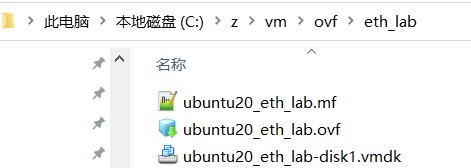 此电脑 › 本地磁盘 (C:) › z › vm › ovf › eth_lab
名称
ubuntu20_eth_lab.mf
ubuntu20_eth_lab.ovf
ubuntu20_eth_lab-disk1.vmdk